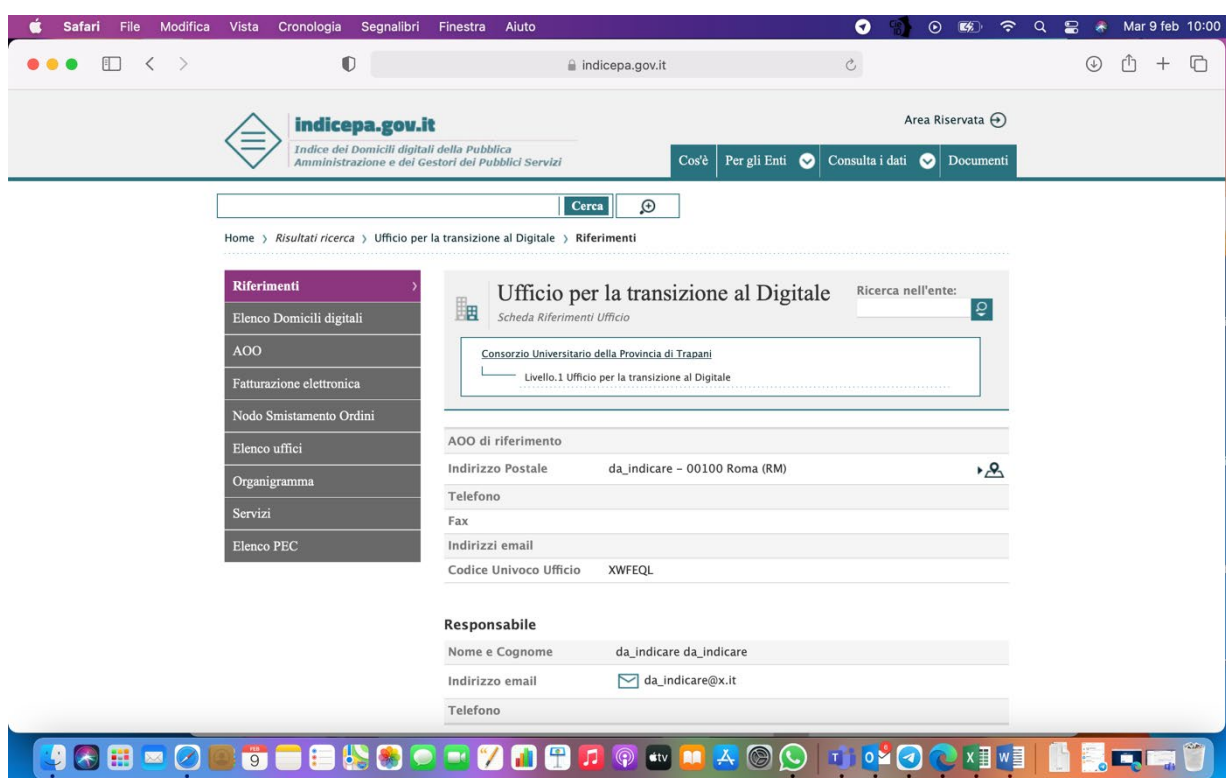 Safari File Modifica Vista Cronologia Segnalibri Finestra Aiuto Mar 9 feb 10:00
indicepa.gov.it
indicepa.gov.it
Indice dei Domicili digitali della Pubblica
Amministrazione e dei Gestori dei Pubblici Servizi
Area Riservata
Cos'è Per gli Enti Consulta i dati Documenti
Cerca
Home > Risultati ricerca > Ufficio per la transizione al Digitale > Riferimenti
Riferimenti
Elenco Domicili digitali
AOO
Fatturazione elettronica
Nodo Smistamento Ordini
Elenco uffici
Organigramma
Servizi
Elenco PEC
Ufficio per la transizione al Digitale
Scheda Riferimenti Ufficio
Ricerca nell'ente:
Consorzio Universitario della Provincia di Trapani
Livello.1 Ufficio per la transizione al Digitale
AOO di riferimento
Indirizzo Postale da_indicare - 00100 Roma (RM)
Telefono
Fax
Indirizzi email
Codice Univoco Ufficio XWFEQL
Responsabile
Nome e Cognome da_indicare da_indicare
Indirizzo email da_indicare@x.it
Telefono
FEB
9
tv